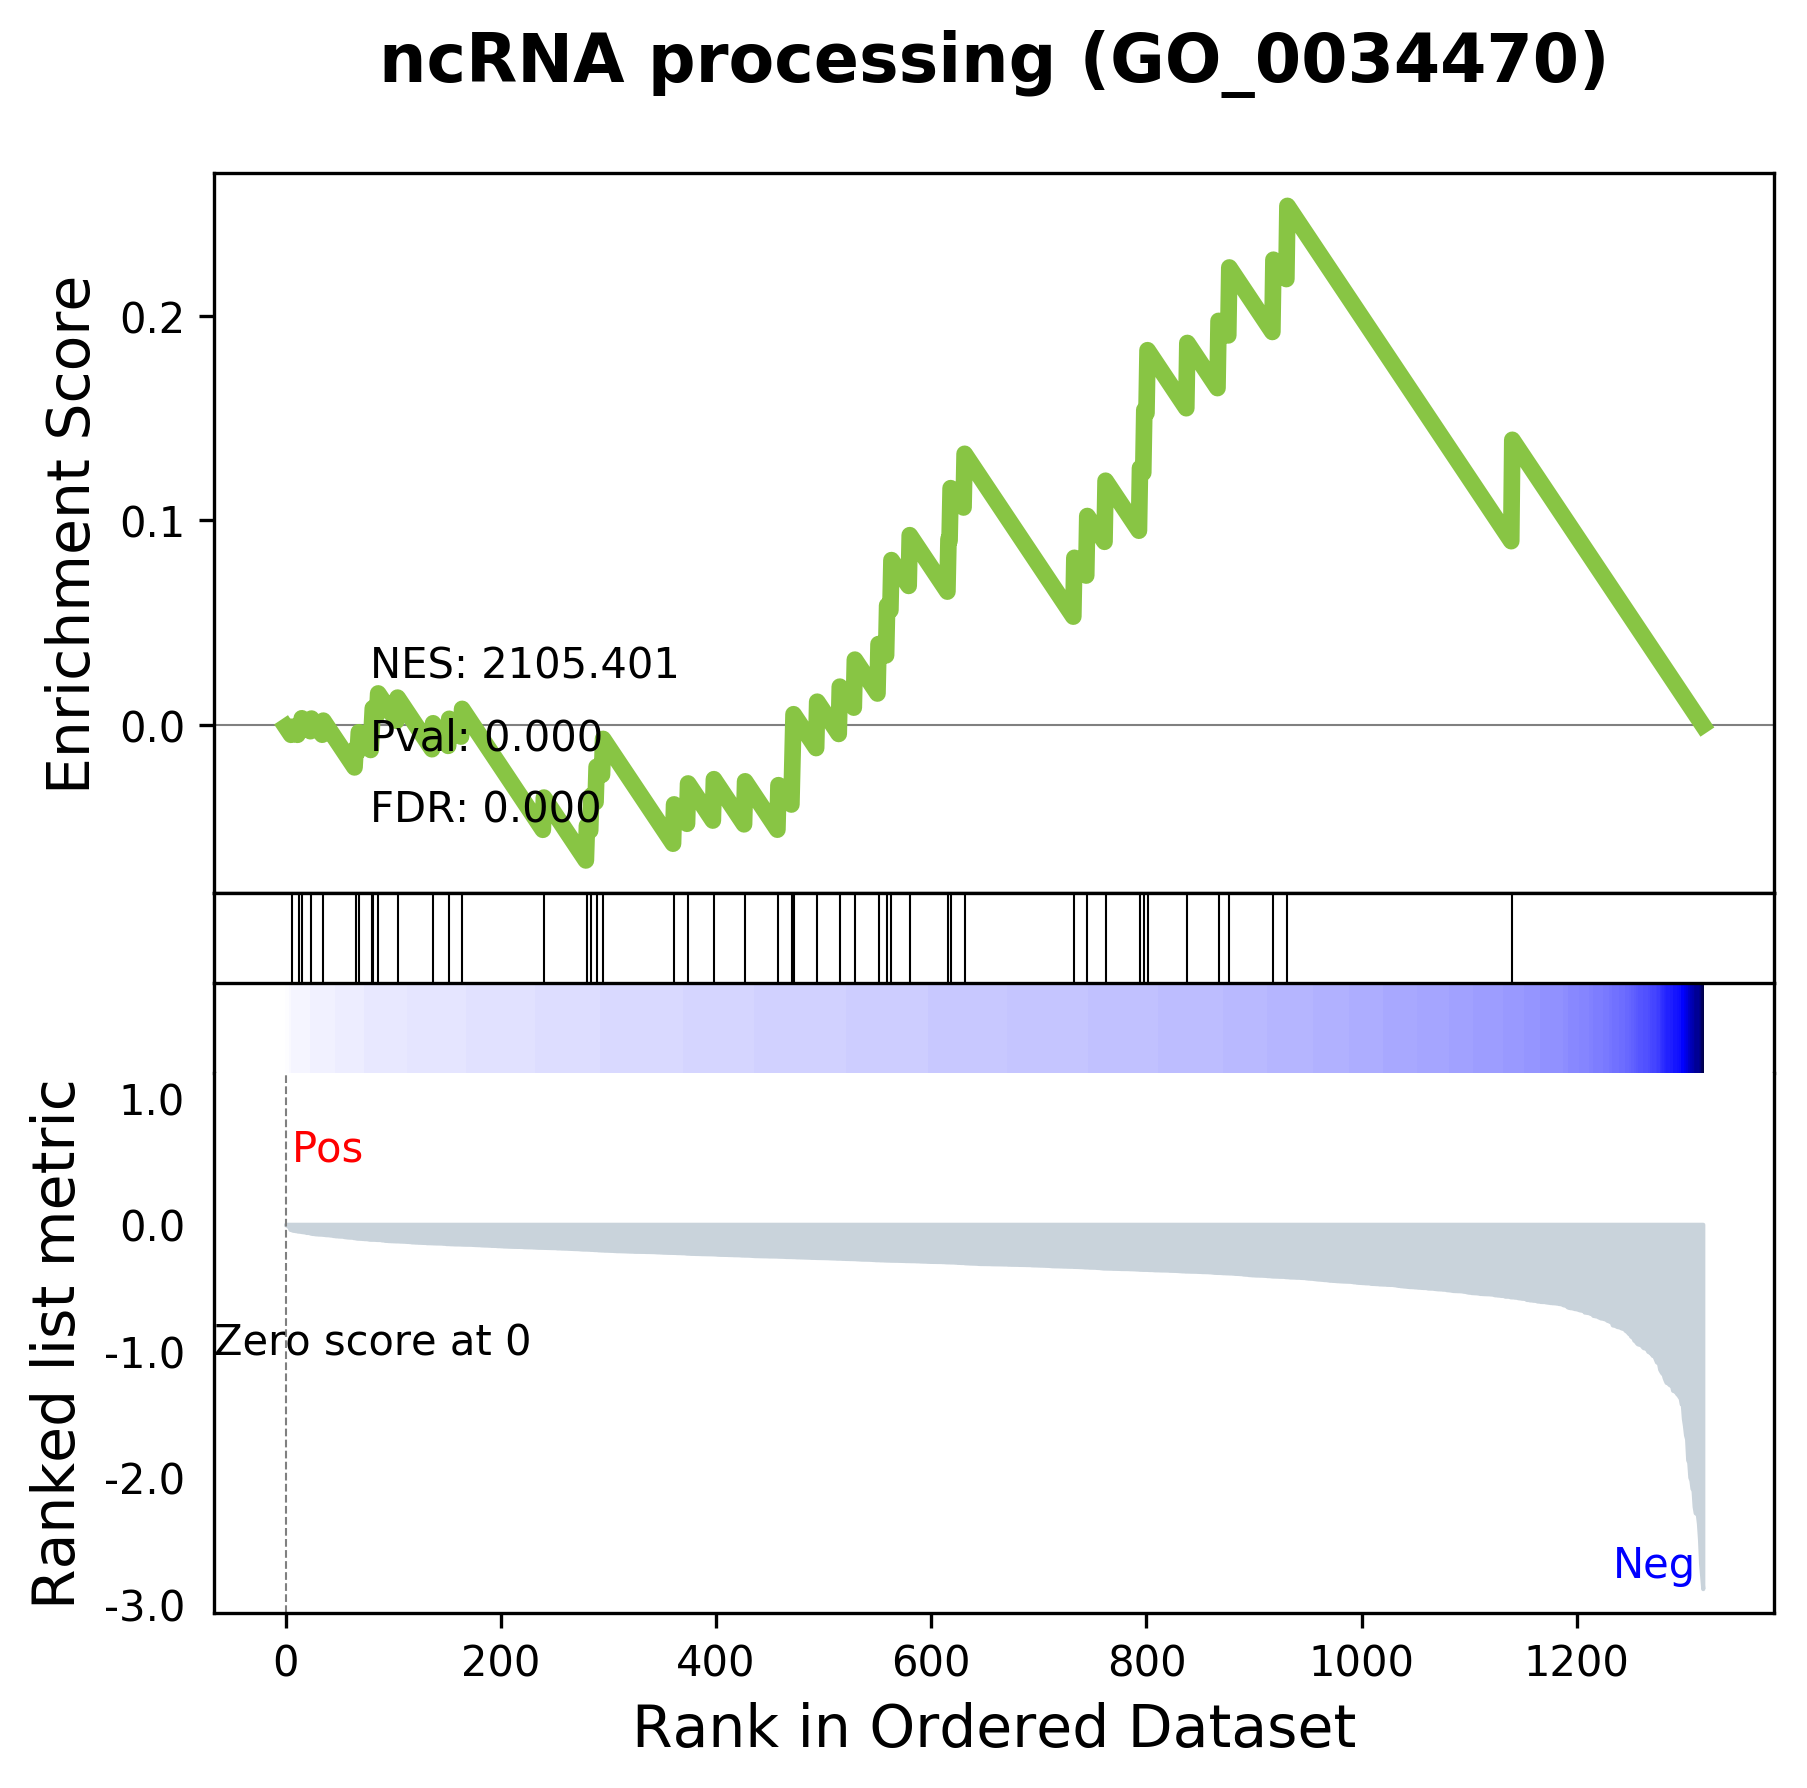 ncRNA processing (GO_0034470)
Enrichment Score
0.2
0.1
0.0
NES: 2105.401
Pval: 0.000
FDR: 0.000
Ranked list metric
1.0
0.0
-1.0
-2.0
-3.0
Pos
Zero score at 0
Neg
0 200 400 600 800 1000 1200
Rank in Ordered Dataset